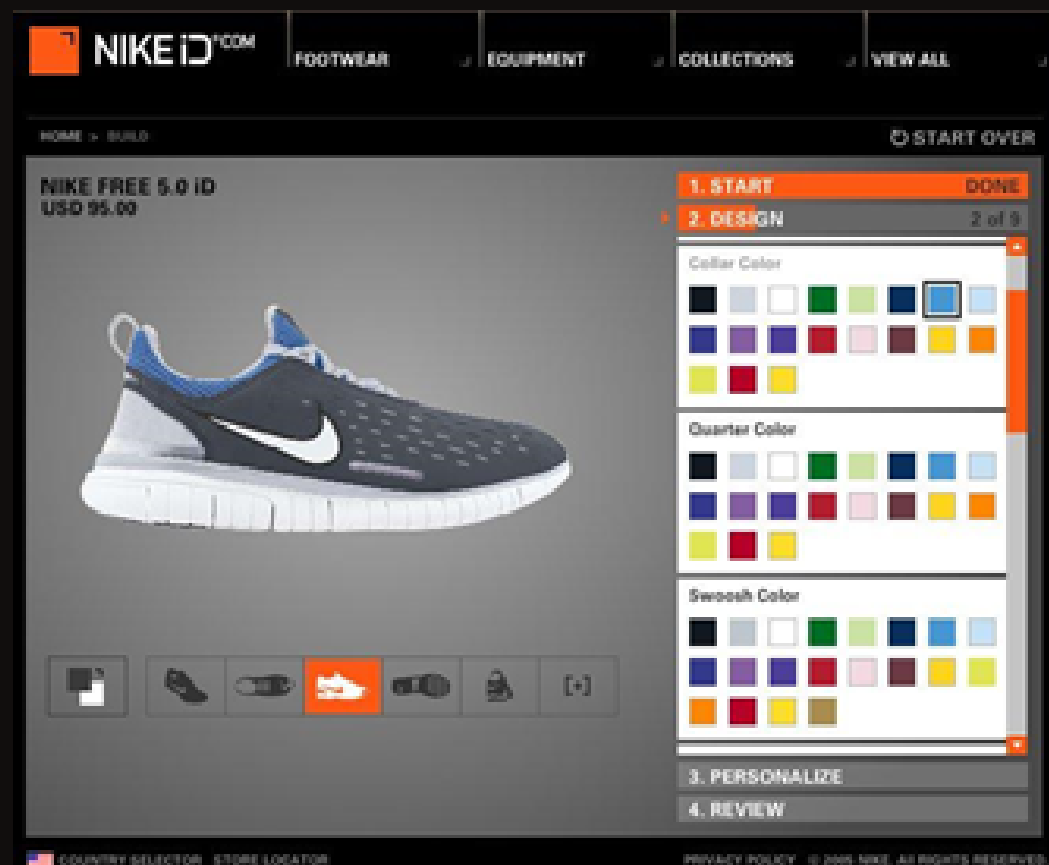 NIKE iD.COM
FOOTWEAR
EQUIPMENT
COLLECTIONS
VIEW ALL
HOME > BUILD
START OVER
NIKE FREE 5.0 iD
USD 95.00
1. START DONE
2. DESIGN 2 of 9
Collar Color
Quarter Color
Swoosh Color
[+]
3. PERSONALIZE
4. REVIEW
COUNTRY SELECTOR STORE LOCATOR
PRIVACY POLICY © 2005 NIKE. All RIGHTS RESERVED.